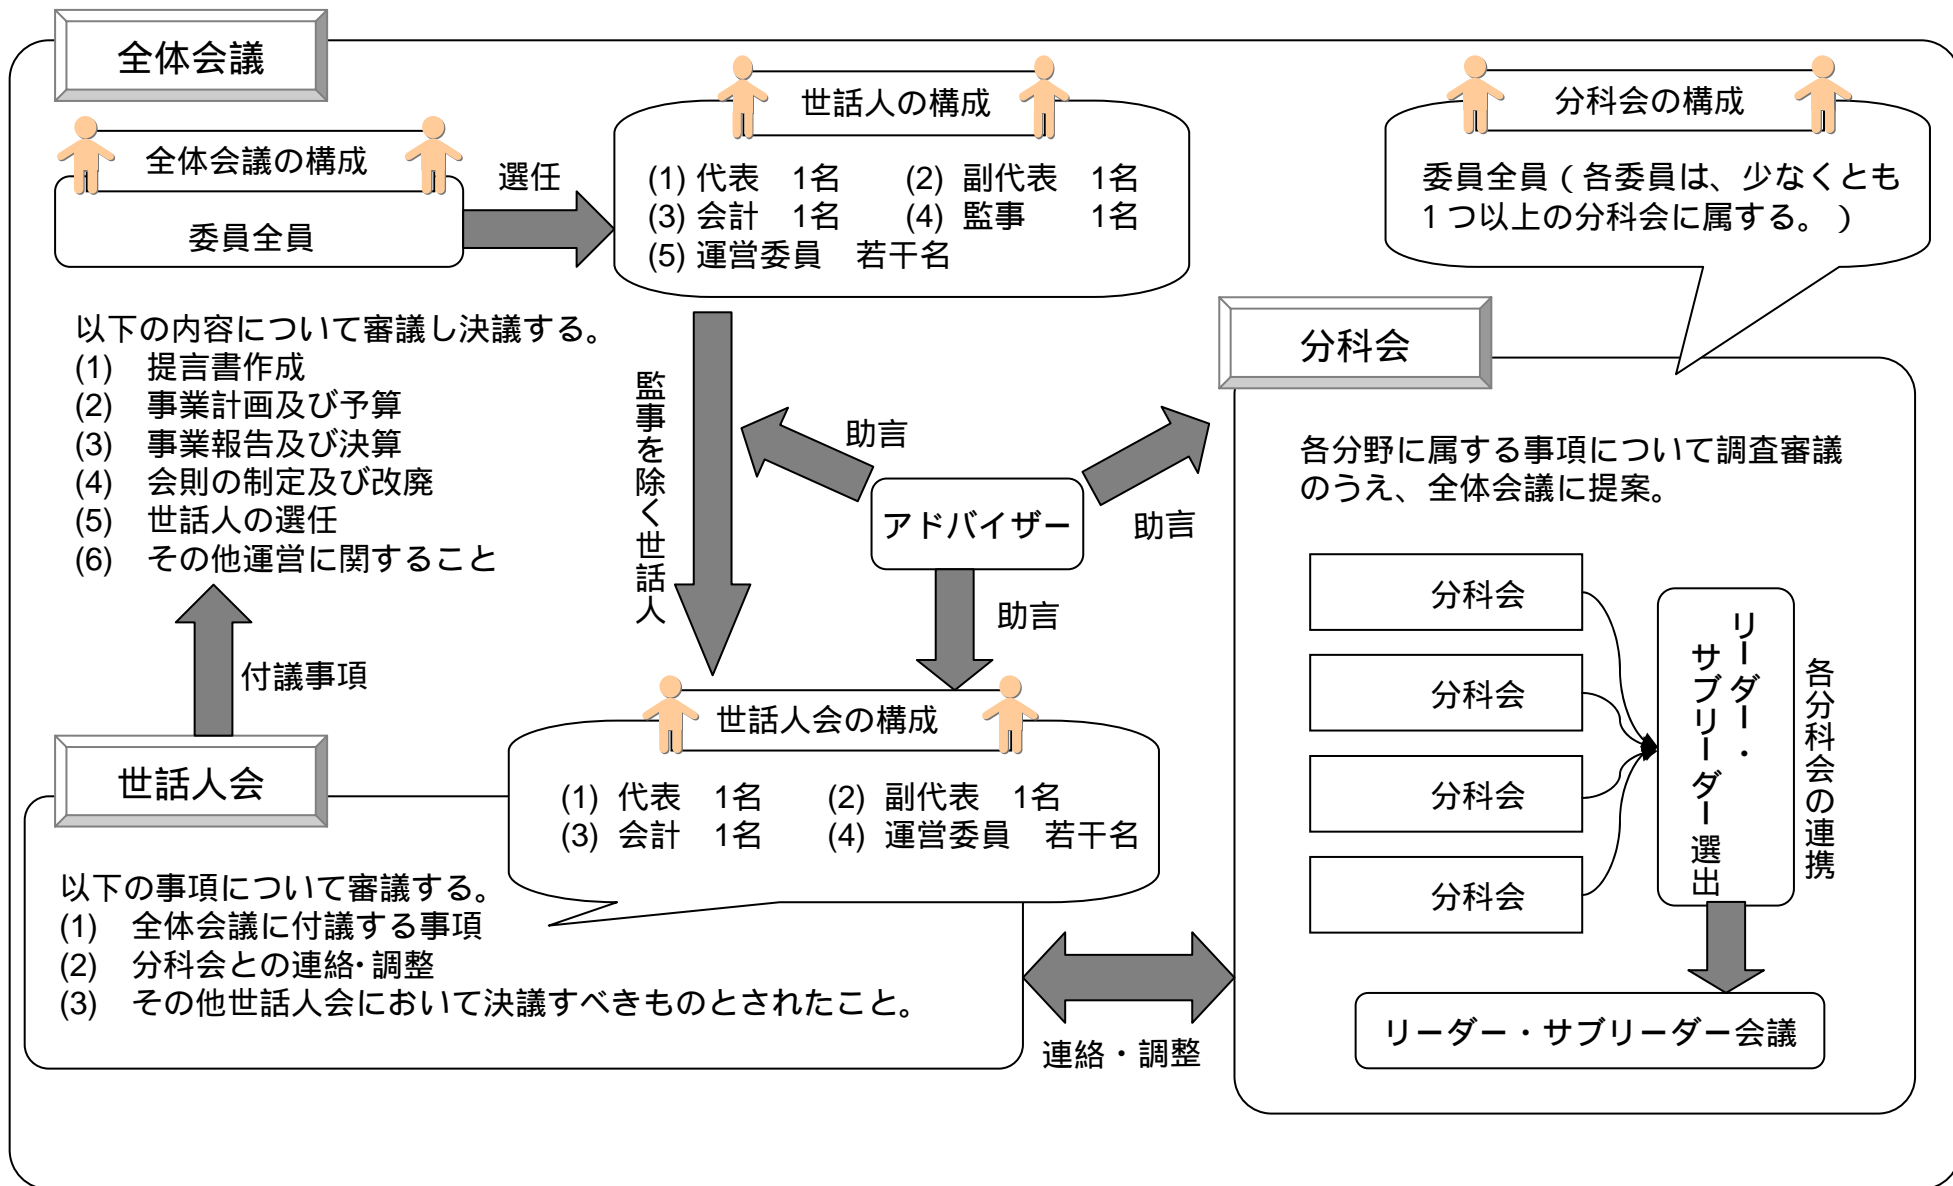 全体会議
全体会議の構成
委員全員
選任
世話人の構成
(1) 代表　1名　　(2) 副代表　1名
(3) 会計　1名　　(4) 監事　　1名
(5) 運営委員　若干名
分科会の構成
委員全員（各委員は、少なくとも
１つ以上の分科会に属する。）
以下の内容について審議し決議する。
(1)　提言書作成
(2)　事業計画及び予算
(3)　事業報告及び決算
(4)　会則の制定及び改廃
(5)　世話人の選任
(6)　その他運営に関すること
付議事項
監事を除く世話人
助言
アドバイザー
助言
助言
世話人会
世話人会の構成
(1) 代表　1名　　(2) 副代表　1名
(3) 会計　1名　　(4) 運営委員　若干名
以下の事項について審議する。
(1)　全体会議に付議する事項
(2)　分科会との連絡・調整
(3)　その他世話人会において決議すべきものとされたこと。
連絡・調整
分科会
各分野に属する事項について調査審議
のうえ、全体会議に提案。
分科会
分科会
分科会
分科会
リーダー・
サブリーダー選出
各分科会の連携
リーダー・サブリーダー会議